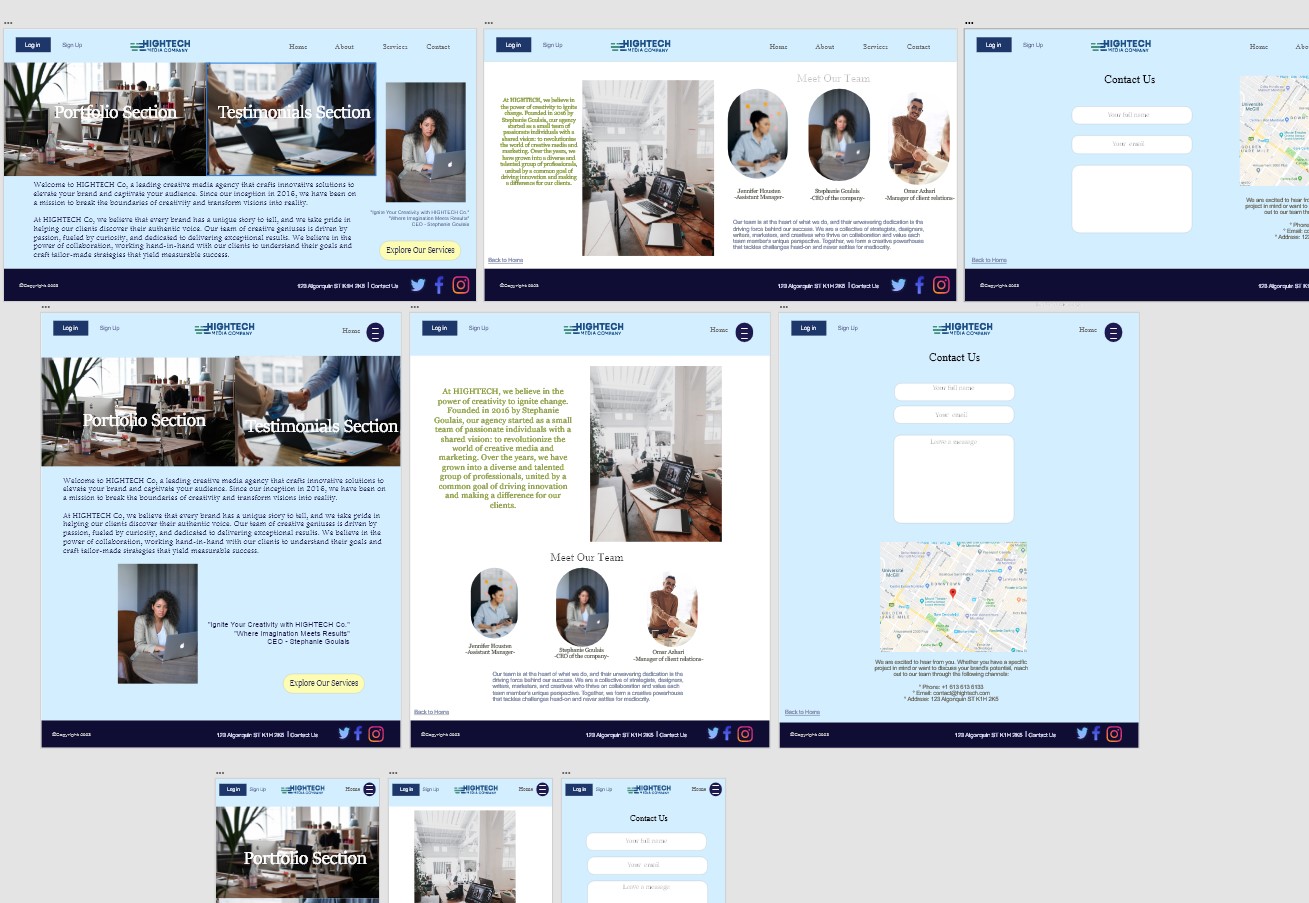 Log in
Sign Up
HIGHTECH
MEDIA COMPANY
Home
About
Services
Contact
Portfolio Section
Testimonials Section
Welcome to HIGHTECH Co, a leading creative media agency that crafts innovative solutions to
elevate your brand and captivate your audience. Since our inception in 2016, we have been on
a mission to break the boundaries of creativity and transform visions into reality.
At HIGHTECH Co, we believe that every brand has a unique story to tell, and we take pride in
helping our clients discover their authentic voice. Our team of creative geniuses is driven by
passion, fueled by curiosity, and dedicated to delivering exceptional results. We believe in the
power of collaboration, working hand-in-hand with our clients to understand their goals and
craft tailor-made strategies that yield measurable success.
"Ignite Your Creativity with HIGHTECH Co."
"Where Imagination Meets Results"
CEO - Stephanie Goulais
Explore Our Services
©Copyright 2023
123 Algonquin ST K1H 2K6 | Contact Us
Log in
Sign Up
HIGHTECH
MEDIA COMPANY
Home
About
Services
Contact
At HIGHTECH, we believe in
the power of creativity to ignite
change. Founded in 2016 by
Stephanie Goulais, our agency
started as a small team of
passionate individuals with a
shared vision: to revolutionize
the world of creative media and
marketing. Over the years, we
have grown into a diverse and
talented group of professionals,
united by a common goal of
driving innovation and making
a difference for our clients.
Meet Our Team
Jennifer Housten
-Assistant Manager-
Stephanie Goulais
-CEO of the company-
Omar Azhari
-Manager of client relations-
Our team is at the heart of what we do, and their unwavering dedication is the
driving force behind our success. We are a collective of strategists, designers,
writers, marketers, and creatives who thrive on collaboration and value each
team member's unique perspective. Together, we form a creative powerhouse
that tackles challenges head-on and never settles for mediocrity.
Back to Home
©Copyright 2023
123 Algonquin ST K1H 2K6 | Contact Us
Log in
Sign Up
HIGHTECH
MEDIA COMPANY
Home
Abo
Contact Us
Your full name
Your email
We are excited to hear fro
project in mind or want to
out to our team th
* Phone
* Email: co
* Address: 123
Back to Home
©Copyright 2023
123 Algonquin ST K1H
Log in
Sign Up
HIGHTECH
MEDIA COMPANY
Home
Portfolio Section
Testimonials Section
Welcome to HIGHTECH Co, a leading creative media agency that crafts innovative solutions to
elevate your brand and captivate your audience. Since our inception in 2016, we have been on
a mission to break the boundaries of creativity and transform visions into reality.
At HIGHTECH Co, we believe that every brand has a unique story to tell, and we take pride in
helping our clients discover their authentic voice. Our team of creative geniuses is driven by
passion, fueled by curiosity, and dedicated to delivering exceptional results. We believe in the
power of collaboration, working hand-in-hand with our clients to understand their goals and
craft tailor-made strategies that yield measurable success.
"Ignite Your Creativity with HIGHTECH Co."
"Where Imagination Meets Results"
CEO - Stephanie Goulais
Explore Our Services
©Copyright 2023
123 Algonquin ST K1H 2K6 | Contact Us
Log in
Sign Up
HIGHTECH
MEDIA COMPANY
Home
At HIGHTECH, we believe in the
power of creativity to ignite change.
Founded in 2016 by Stephanie
Goulais, our agency started as a small
team of passionate individuals with a
shared vision: to revolutionize the
world of creative media and
marketing. Over the years, we have
grown into a diverse and talented
group of professionals, united by a
common goal of driving innovation
and making a difference for our
clients.
Meet Our Team
Jennifer Housten
-Assistant Manager-
Stephanie Goulais
-CEO of the company-
Omar Azhari
-Manager of client relations-
Our team is at the heart of what we do, and their unwavering dedication is the
driving force behind our success. We are a collective of strategists, designers,
writers, marketers, and creatives who thrive on collaboration and value each
team member's unique perspective. Together, we form a creative powerhouse
that tackles challenges head-on and never settles for mediocrity.
Back to Home
©Copyright 2023
123 Algonquin ST K1H 2K6 | Contact Us
Log in
Sign Up
HIGHTECH
MEDIA COMPANY
Home
Contact Us
Your full name
Your email
Leave a message
Université
McGill
DOWNTOWN
GOLDEN
SQUARE MILE
We are excited to hear from you. Whether you have a specific
project in mind or want to discuss your brand's potential, reach
out to our team through the following channels:
* Phone: +1 613 613 6133
* Email: contact@hightech.com
* Address: 123 Algonquin ST K1H 2K6
Back to Home
©Copyright 2023
123 Algonquin ST K1H 2K6 | Contact Us
Log in
Sign up
HIGHTECH
MEDIA COMPANY
Home
Portfolio Section
Log in
Sign up
HIGHTECH
MEDIA COMPANY
Home
Log in
Sign up
HIGHTECH
MEDIA COMPANY
Home
Contact Us
Your full name
Your email
Leave a message